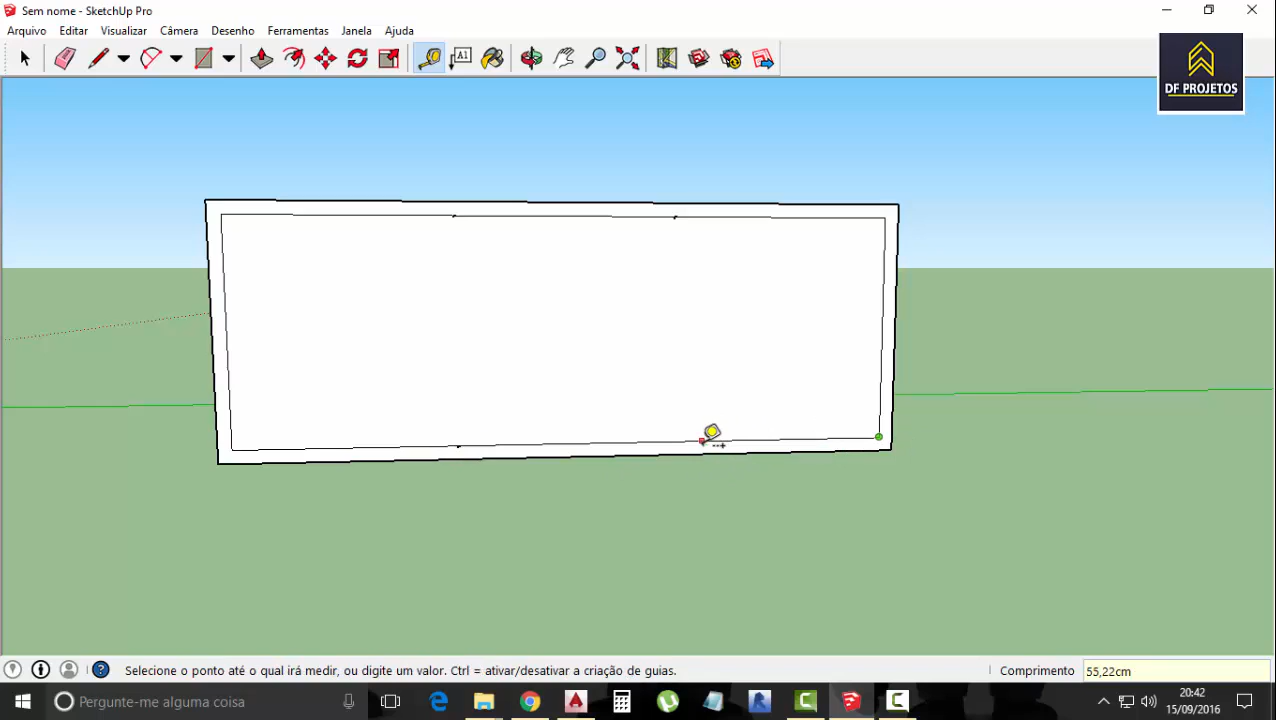 Sem nome - SketchUp Pro
Arquivo Editar Visualizar Câmera Desenho Ferramentas Janela Ajuda
A1
DF PROJETOS
Selecione o ponto até o qual irá medir, ou digite um valor. Ctrl = ativar/desativar a criação de guias.
Comprimento 55,22cm
Pergunte-me alguma coisa
20:42
15/09/2016